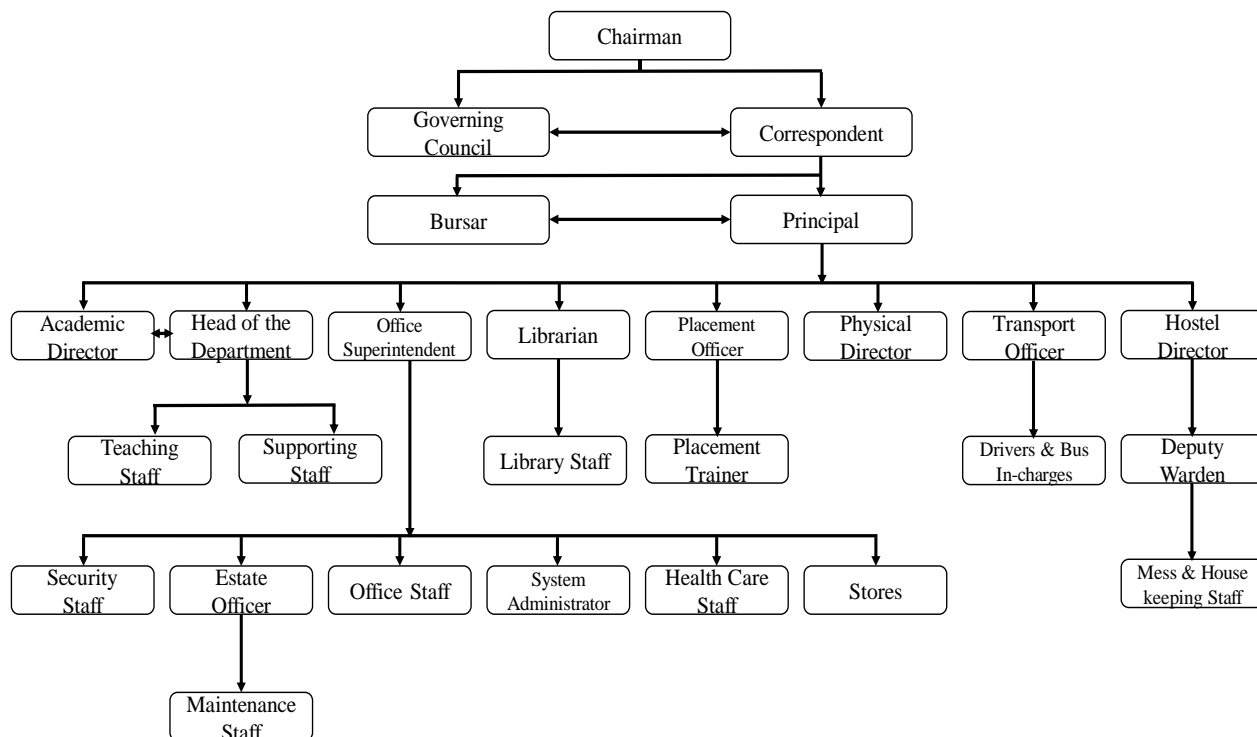 Chairman
Governing
Council
Correspondent
Bursar
Principal
Academic
Director
Head of the
Department
Office
Superintendent
Librarian
Placement
Officer
Physical
Director
Transport
Officer
Hostel
Director
Teaching
Staff
Supporting
Staff
Library Staff
Placement
Trainer
Drivers & Bus
In-charges
Deputy
Warden
Security
Staff
Estate
Officer
Office Staff
System
Administrator
Health Care
Staff
Stores
Mess & House
keeping Staff
Maintenance
Staff